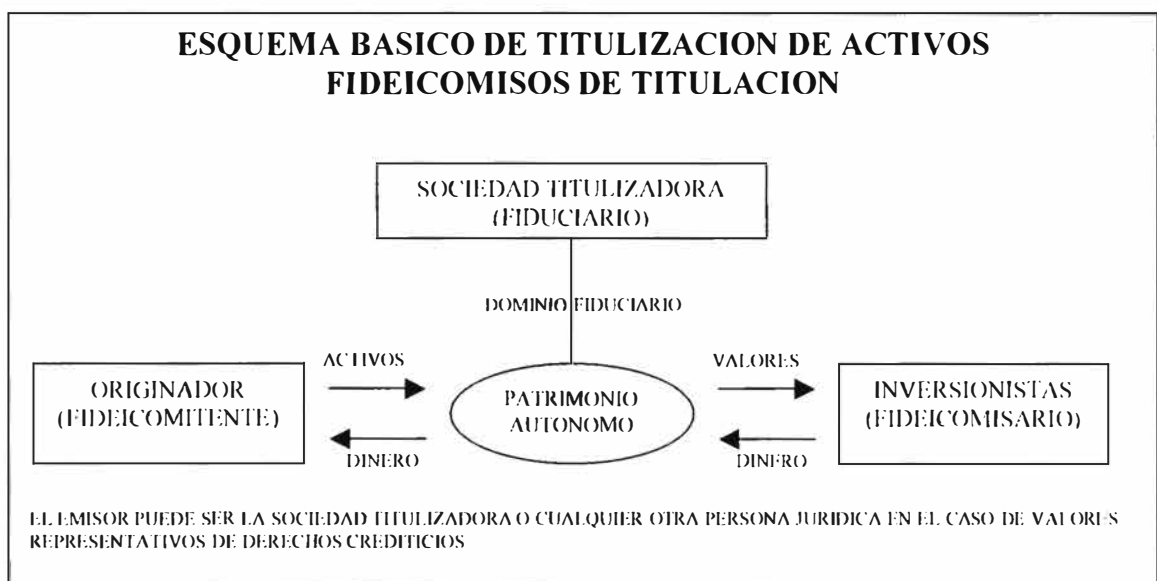 ESQUEMA BASICO DE TITULIZACION DE ACTIVOS
FIDEICOMISOS DE TITULACION
SOCIEDAD TITULIZADORA
(FIDUCIARIO)
DOMINIO FIDUCIARIO
ACTIVOS
VALORES
ORIGINADOR
(FIDEICOMITENTE)
PATRIMONIO
AUTONOMO
INVERSIONISTAS
(FIDEICOMISARIO)
DINERO
DINERO
EL EMISOR PUEDE SER LA SOCIEDAD TITULIZADORA O CUALQUIER OTRA PERSONA JURIDICA EN EL CASO DE VALORES
REPRESENTATIVOS DE DERECHOS CREDITICIOS